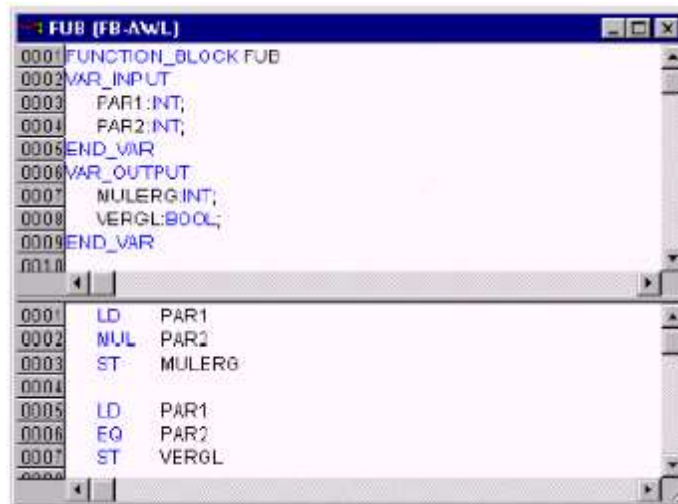 FUB (FB-AWL)
0001 FUNCTION_BLOCK FUB
0002 VAR_INPUT
0003 PAR1:INT;
0004 PAR2:INT;
0005 END_VAR
0006 VAR_OUTPUT
0007 MULERG:INT;
0008 VERGL:BOOL;
0009 END_VAR
0010
0001 LD PAR1
0002 MUL PAR2
0003 ST MULERG
0004
0005 LD PAR1
0006 EQ PAR2
0007 ST VERGL